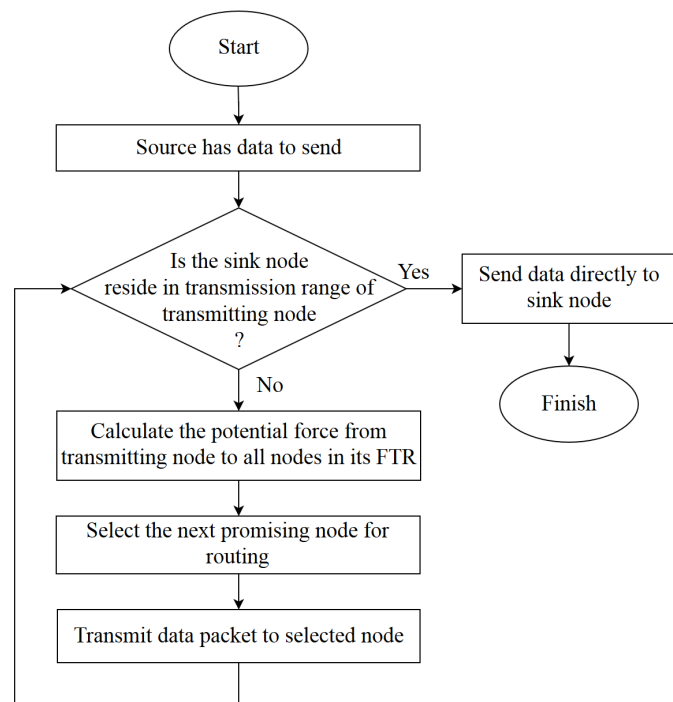 Start
Source has data to send
Is the sink node
reside in transmission range of
transmitting node
?
Yes
Send data directly to
sink node
Finish
No
Calculate the potential force from
transmitting node to all nodes in its FTR
Select the next promising node for
routing
Transmit data packet to selected node